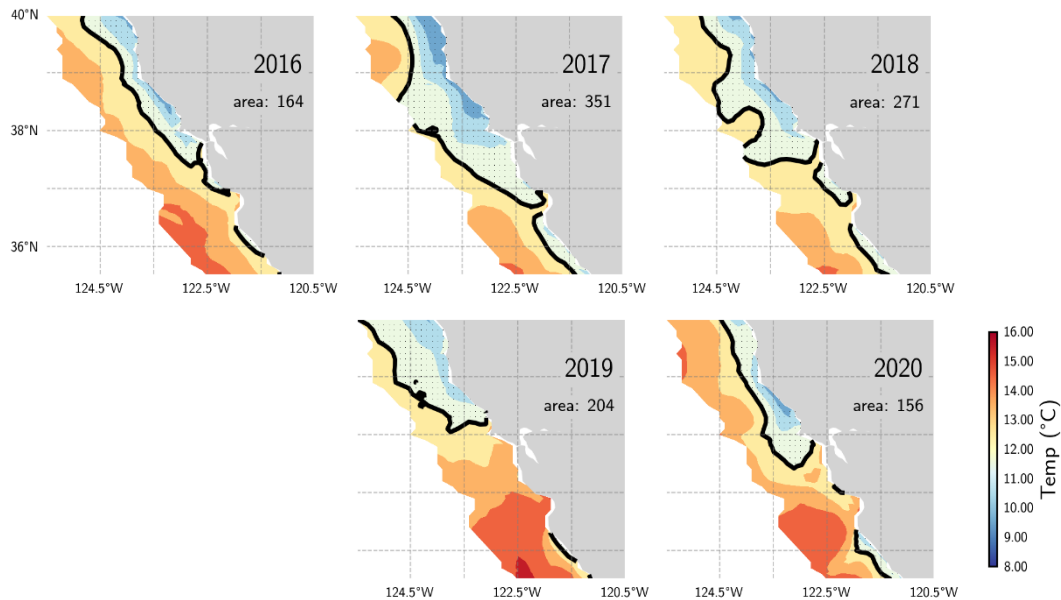 40°N
2016
area: 164
2017
area: 351
2018
area: 271
38°N
36°N
124.5°W 122.5°W 120.5°W
124.5°W 122.5°W 120.5°W
124.5°W 122.5°W 120.5°W
2019
area: 204
2020
area: 156
124.5°W 122.5°W 120.5°W
124.5°W 122.5°W 120.5°W
16.00
15.00
14.00
13.00
12.00
11.00
10.00
9.00
8.00
Temp (°C)